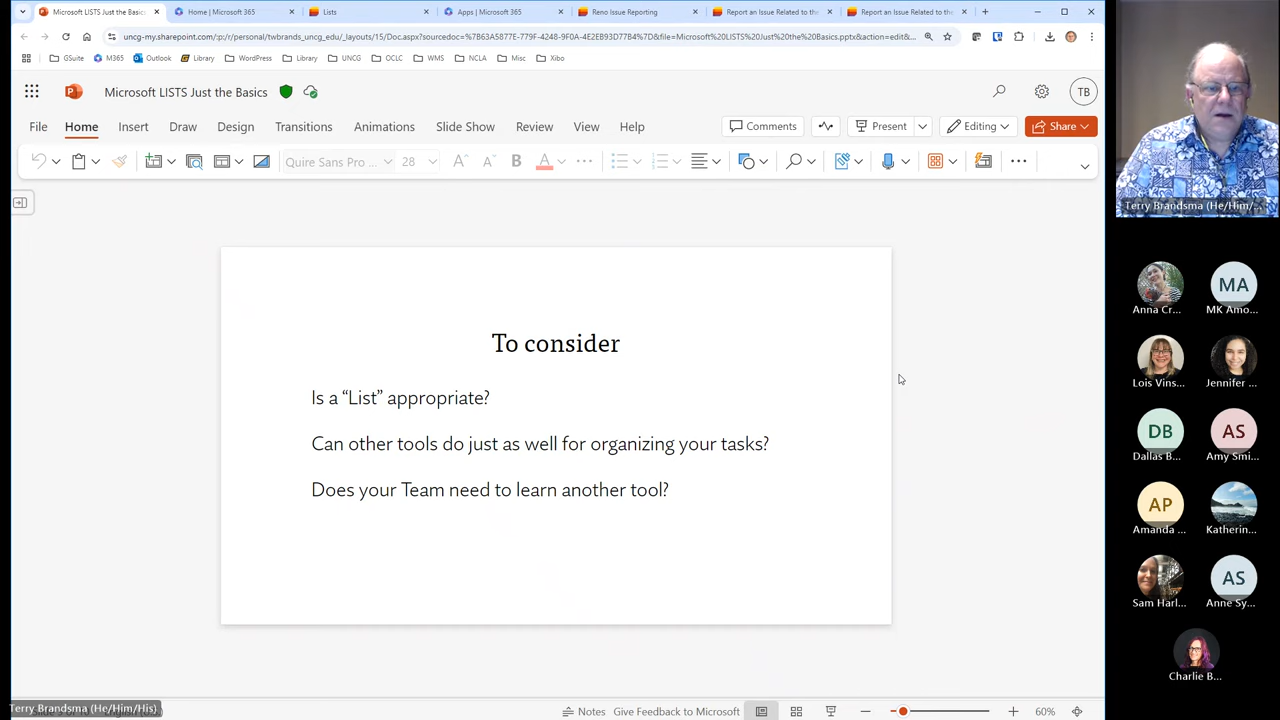 Microsoft LISTS Just the Basics
Home | Microsoft 365
Lists
Apps | Microsoft 365
Reno Issue Reporting
Report an Issue Related to the
Report an Issue Related to the
GSuite
M365
Outlook
Library
WordPress
Library
UNCG
OCLC
WMS
NCLA
Misc
Xibo
Microsoft LISTS Just the Basics
TB
File
Home
Insert
Draw
Design
Transitions
Animations
Slide Show
Review
View
Help
Comments
Present
Editing
Share
Quire Sans Pro ...
28
To consider
Is a “List” appropriate?
Can other tools do just as well for organizing your tasks?
Does your Team need to learn another tool?
Notes
Give Feedback to Microsoft
60%
Terry Brandsma (He/Him/His)
Terry Brandsma (He/Him/...
Anna Cr...
MA
MK Amo...
Lois Vins...
Jennifer ...
DB
Dallas B...
AS
Amy Smi...
AP
Amanda ...
Katherin...
Sam Harl...
AS
Anne Sy...
Charlie B...